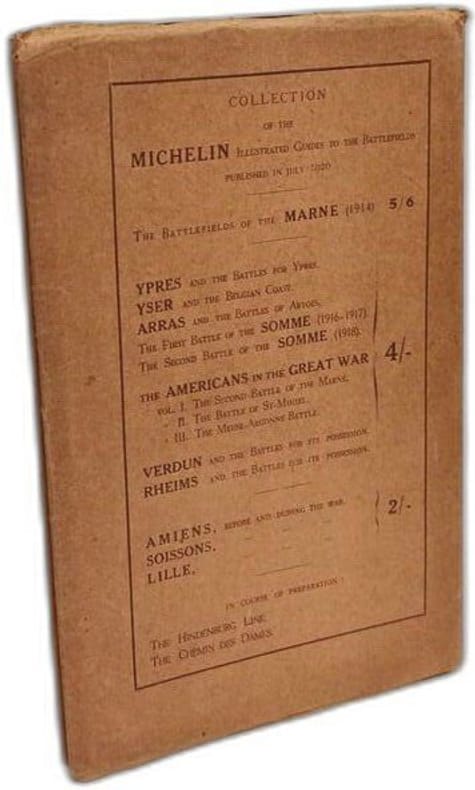 COLLECTION
OF THE
MICHELIN ILLUSTRATED GUIDES TO THE BATTLEFIELDS
PUBLISHED IN JULY 1920
THE BATTLEFIELDS OF THE MARNE (1914) 5/6
YPRES AND THE BATTLES FOR YPRES.
YSER AND THE BELGIAN COAST.
ARRAS AND THE BATTLES OF ARTOIS.
THE FIRST BATTLE OF THE SOMME (1916-1917).
THE SECOND BATTLE OF THE SOMME (1918).
THE AMERICANS IN THE GREAT WAR 4/-
VOL. I. THE SECOND BATTLE OF THE MARNE.
" II. THE BATTLE OF ST-MIHIEL.
" III. THE MEUSE-ARGONNE BATTLE.
VERDUN AND THE BATTLES FOR ITS POSSESSION.
RHEIMS AND THE BATTLES FOR ITS POSSESSION.
AMIENS, BEFORE AND DURING THE WAR. 2/-
SOISSONS,
LILLE,
IN COURSE OF PREPARATION :
THE HINDENBURG LINE.
THE CHEMIN DES DAMES.